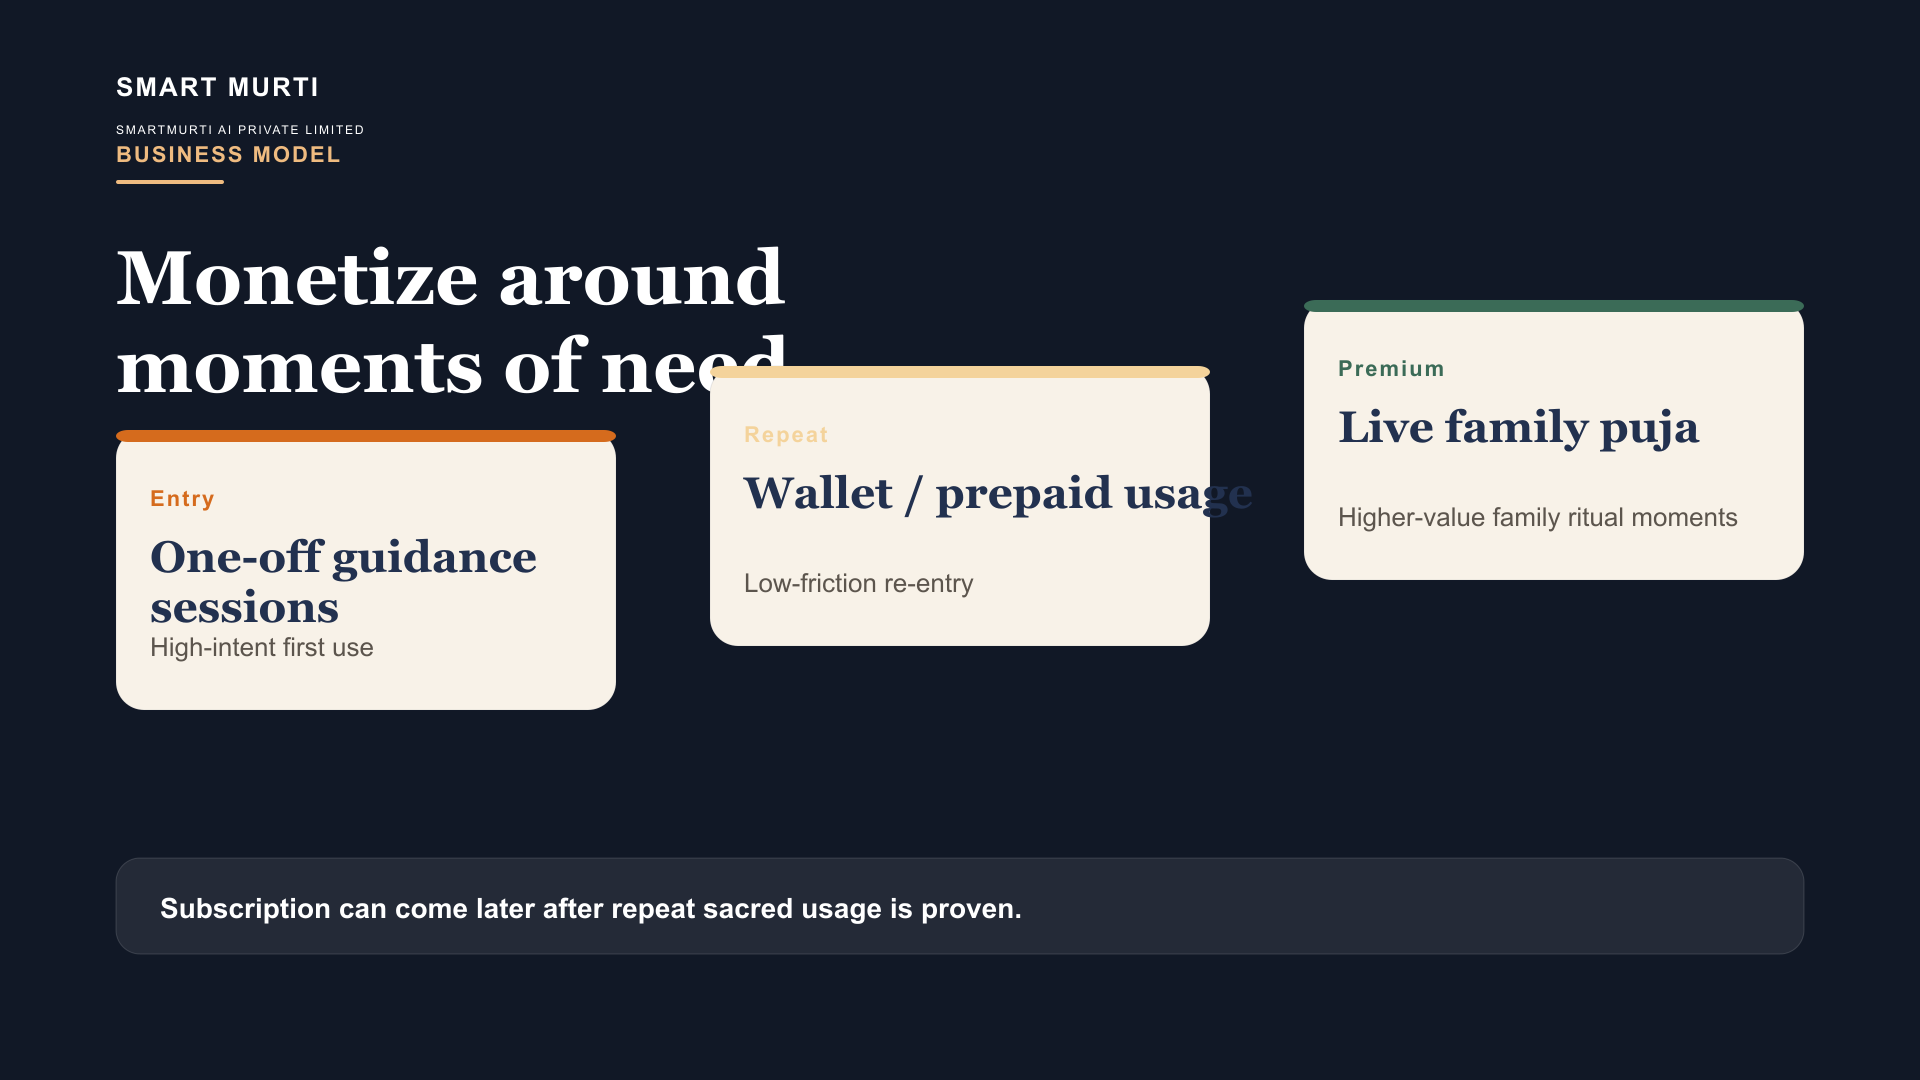 SMART MURTI
SMARTMURTI AI PRIVATE LIMITED
BUSINESS MODEL
Monetize around
moments of need
Entry
One-off guidance
sessions
High-intent first use
Repeat
Wallet / prepaid usage
Low-friction re-entry
Premium
Live family puja
Higher-value family ritual moments
Subscription can come later after repeat sacred usage is proven.